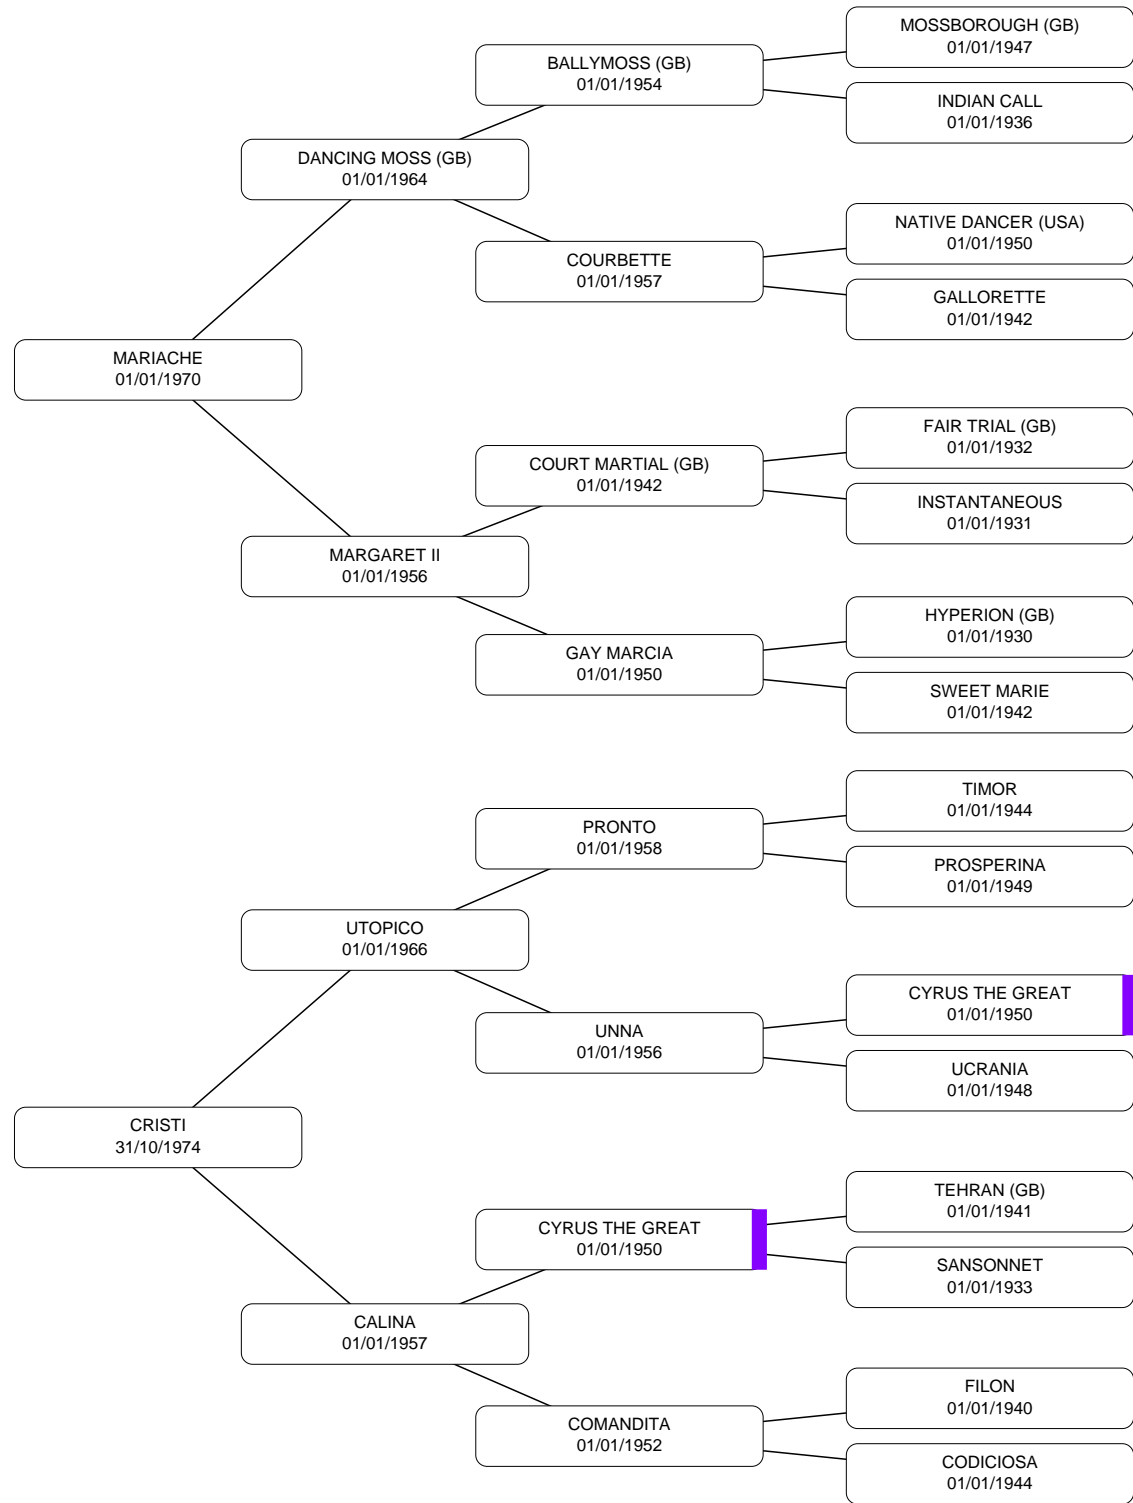 MOSSBOROUGH (GB)
01/01/1947
BALLYMOSS (GB)
01/01/1954
INDIAN CALL
01/01/1936
DANCING MOSS (GB)
01/01/1964
NATIVE DANCER (USA)
01/01/1950
COURBETTE
01/01/1957
GALLORETTE
01/01/1942
MARIACHE
01/01/1970
FAIR TRIAL (GB)
01/01/1932
COURT MARTIAL (GB)
01/01/1942
INSTANTANEOUS
01/01/1931
MARGARET II
01/01/1956
HYPERION (GB)
01/01/1930
GAY MARCIA
01/01/1950
SWEET MARIE
01/01/1942
TIMOR
01/01/1944
PRONTO
01/01/1958
PROSPERINA
01/01/1949
UTOPICO
01/01/1966
CYRUS THE GREAT
01/01/1950
UNNA
01/01/1956
UCRANIA
01/01/1948
CRISTI
31/10/1974
TEHRAN (GB)
01/01/1941
CYRUS THE GREAT
01/01/1950
SANSONNET
01/01/1933
CALINA
01/01/1957
FILON
01/01/1940
COMANDITA
01/01/1952
CODICIOSA
01/01/1944